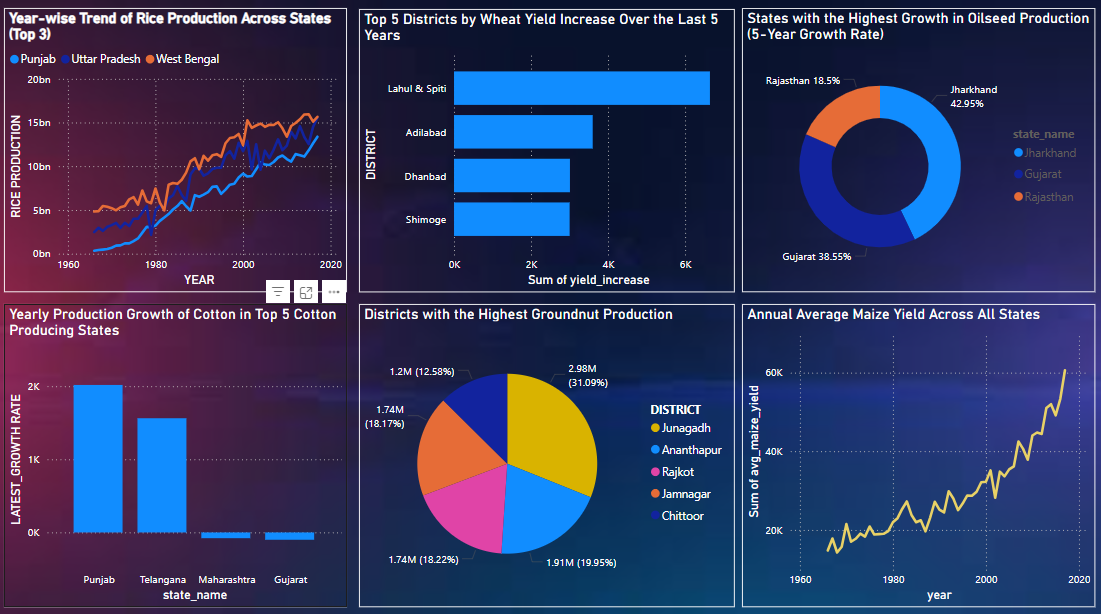 Year-wise Trend of Rice Production Across States
(Top 3)
Punjab Uttar Pradesh West Bengal
20bn
15bn
10bn
5bn
0bn
RICE PRODUCTION
1960 1980 2000 2020
YEAR
Top 5 Districts by Wheat Yield Increase Over the Last 5
Years
DISTRICT
Lahul & Spiti
Adilabad
Dhanbad
Shimoge
0K 2K 4K 6K
Sum of yield_increase
States with the Highest Growth in Oilseed Production
(5-Year Growth Rate)
Rajasthan 18.5%
Jharkhand
42.95%
Gujarat 38.55%
state_name
Jharkhand
Gujarat
Rajasthan
Yearly Production Growth of Cotton in Top 5 Cotton
Producing States
LATEST_GROWTH RATE
2K
1K
0K
Punjab Telangana Maharashtra Gujarat
state_name
Districts with the Highest Groundnut Production
1.2M (12.58%)
2.98M
(31.09%)
1.74M
(18.17%)
1.74M (18.22%)
1.91M (19.95%)
DISTRICT
Junagadh
Ananthapur
Rajkot
Jamnagar
Chittoor
Annual Average Maize Yield Across All States
Sum of avg_maize_yield
60K
40K
20K
1960 1980 2000 2020
year